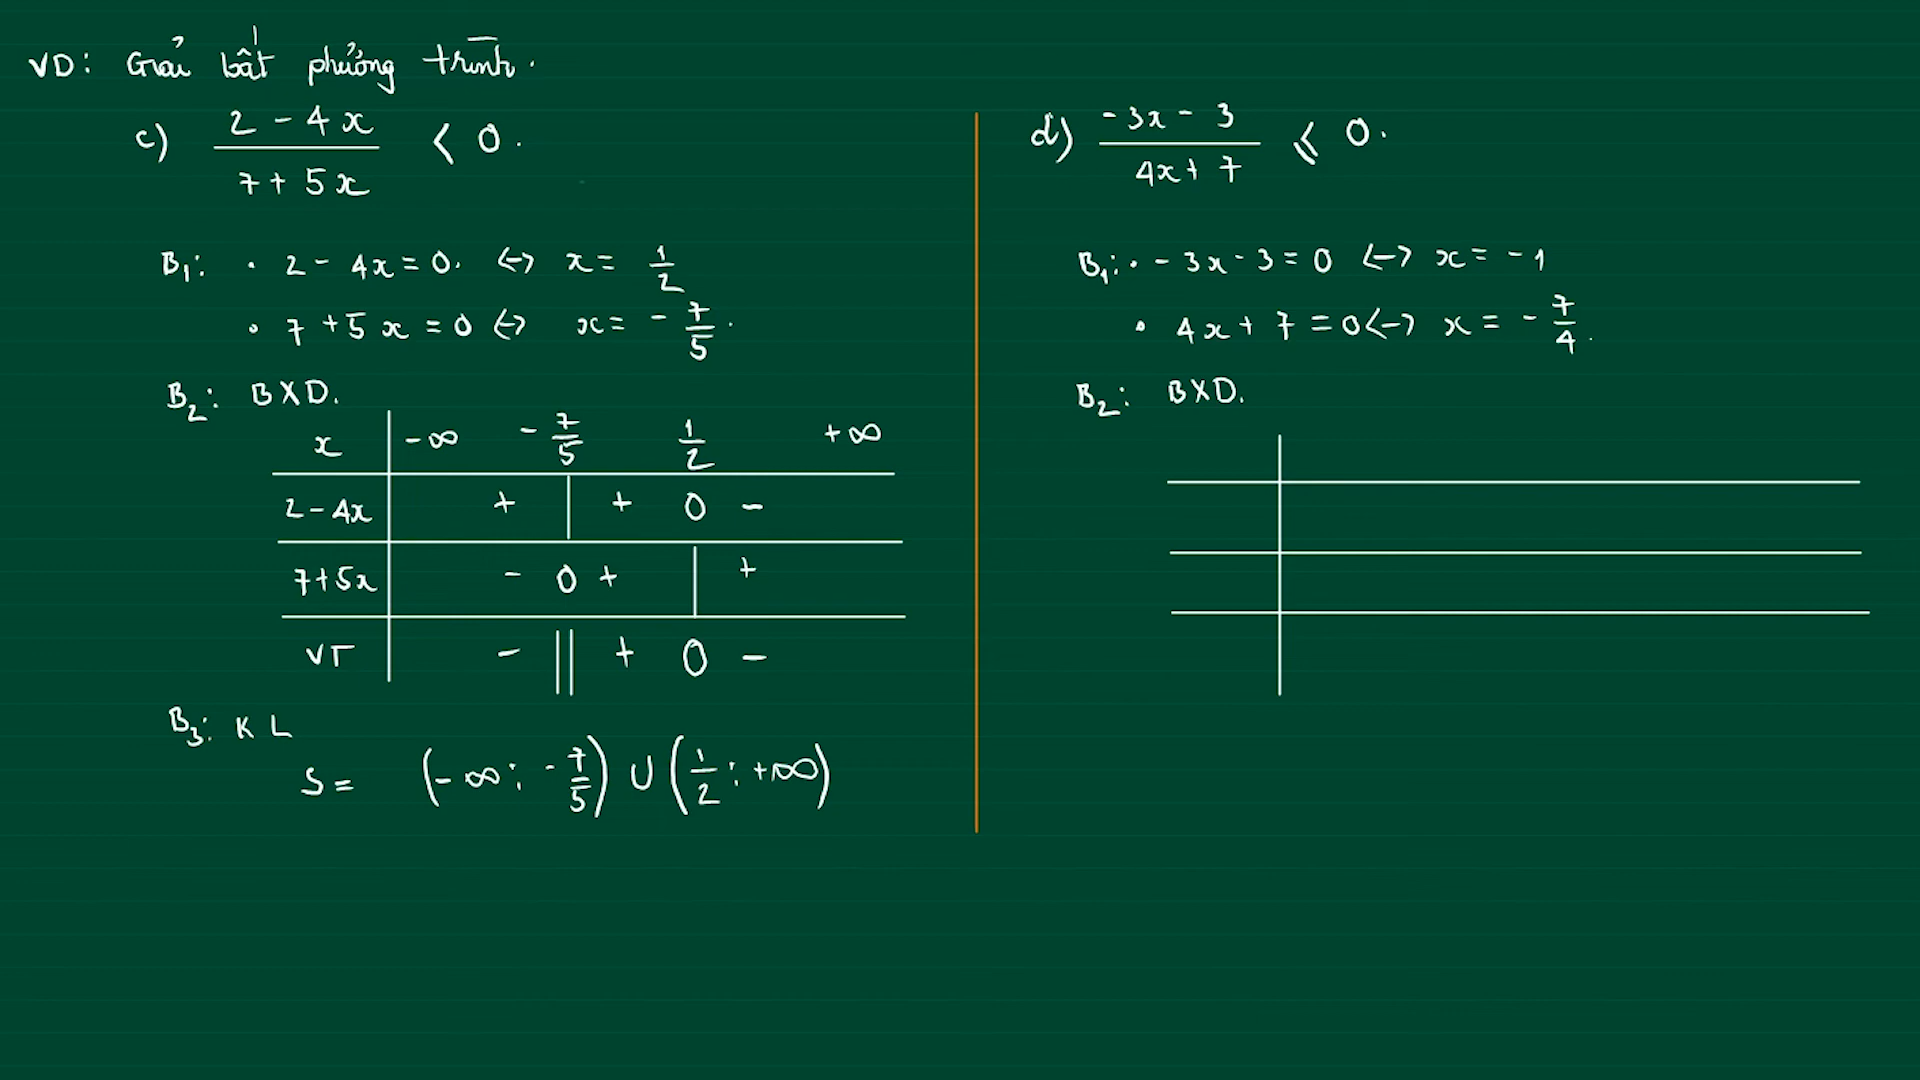 VD: Giải bất phương trình.
c) (2 - 4x)/(7 + 5x) < 0.
B₁: • 2 - 4x = 0. <-> x = 1/2
• 7 + 5x = 0 <-> x = - 7/5.
B₂: BXD.
x | -∞ - 7/5 1/2 +∞
2 - 4x | + | + 0 -
7+5x | - 0 + | +
VT | - || + 0 -
B₃: KL
S = (-∞; - 7/5) ∪ (1/2; +∞)
d) (-3x - 3)/(4x + 7) ⩽ 0.
B₁: • - 3x - 3 = 0 <-> x = - 1
• 4x + 7 = 0 <-> x = - 7/4.
B₂: BXD.